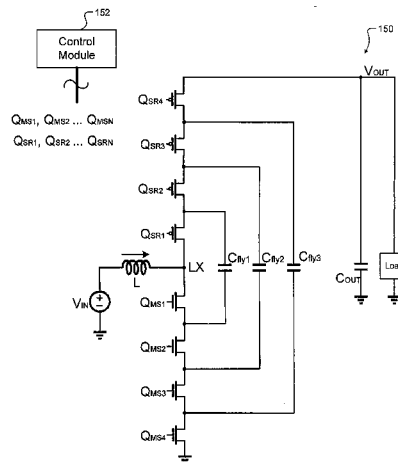 152
Control
Module
150
QMS1, QMS2 ... QMSN
QSR1, QSR2 ... QSRN
VOUT
QSR4
QSR3
QSR2
QSR1
Cfly1
Cfly2
Cfly3
LX
L
VIN
COUT
QMS1
QMS2
QMS3
QMS4